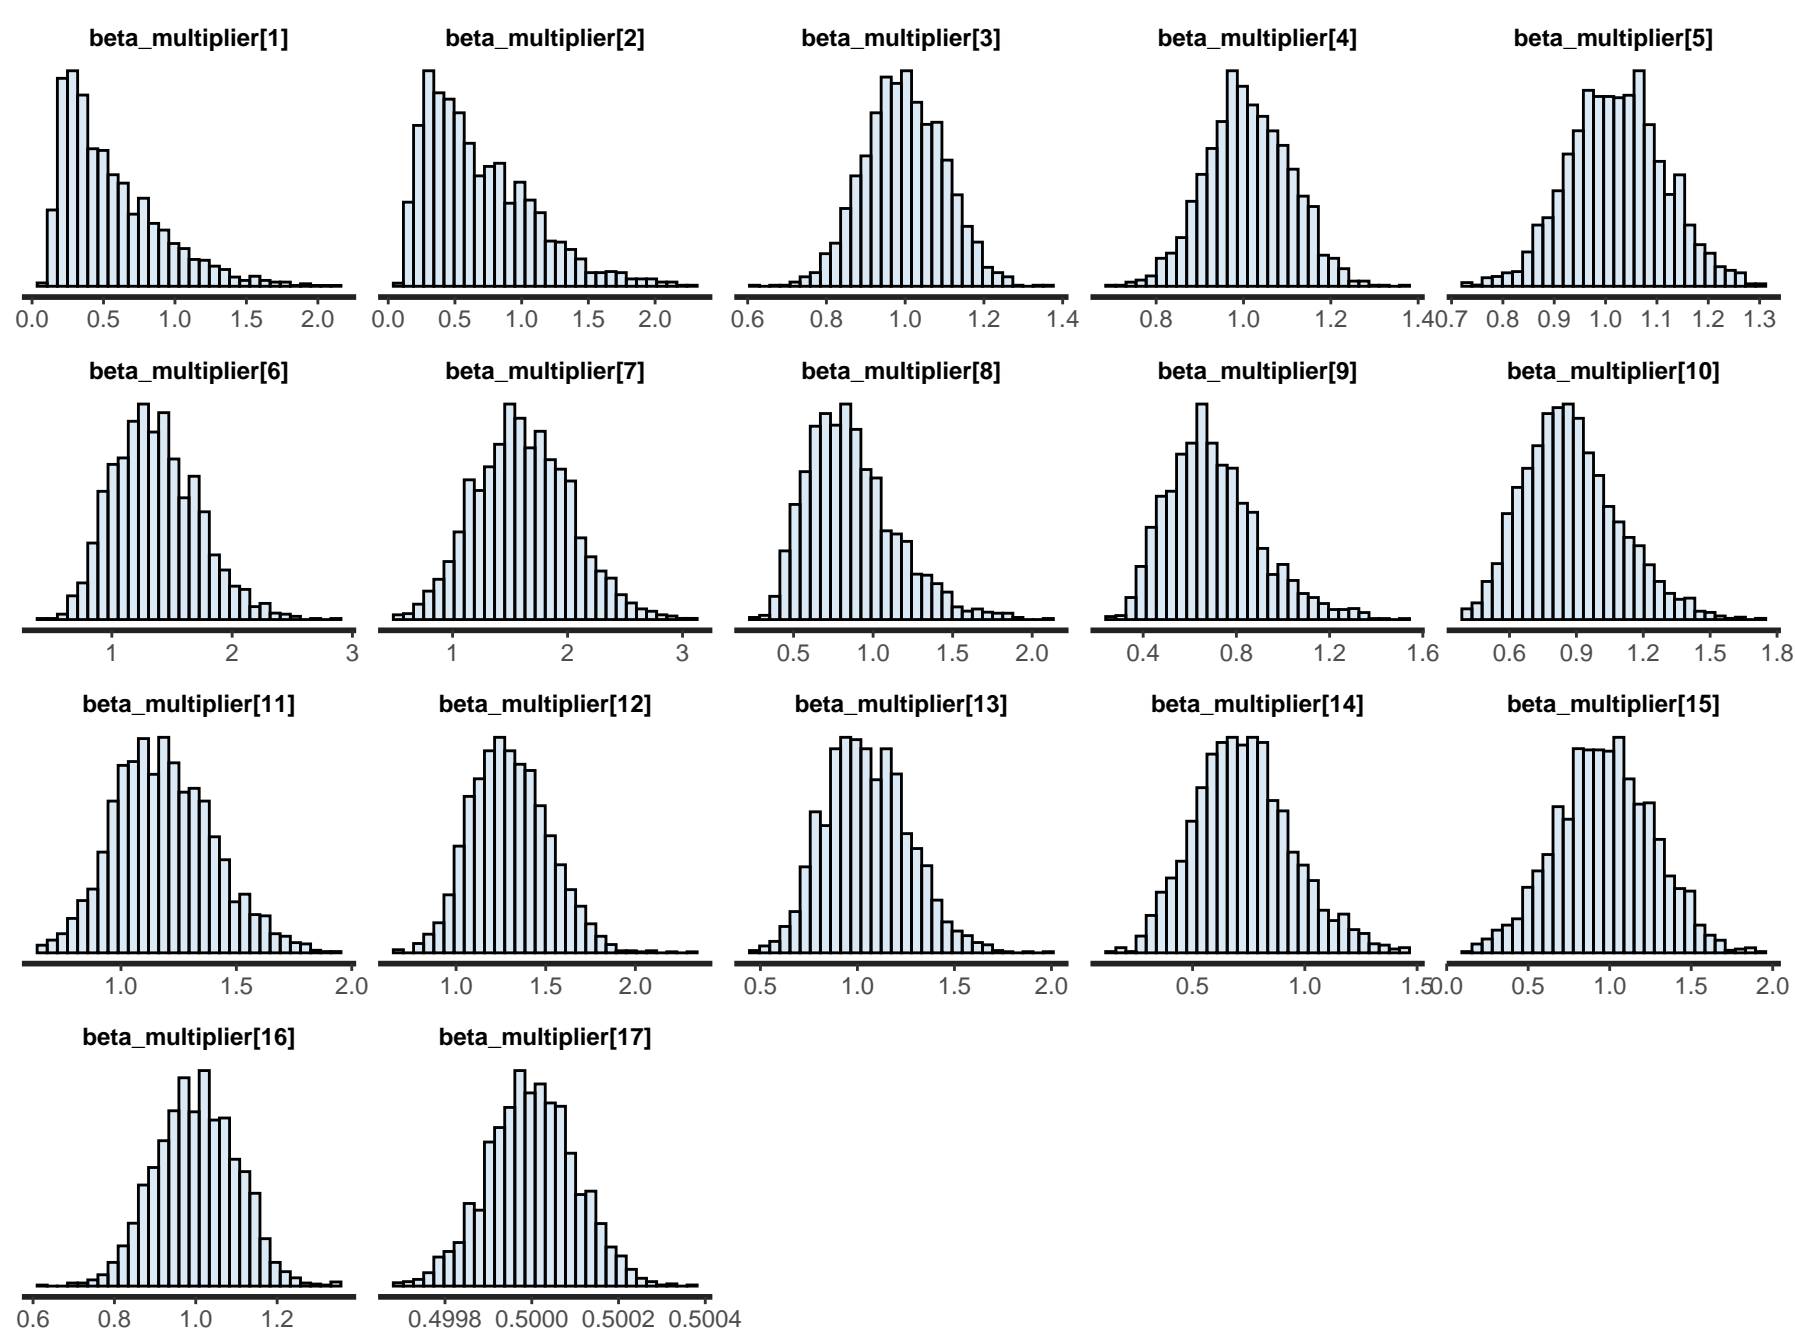 beta_multiplier[1] beta_multiplier[2] beta_multiplier[3] beta_multiplier[4] beta_multiplier[5]
0.0 0.5 1.0 1.5 2.0 0.0 0.5 1.0 1.5 2.0 0.6 0.8 1.0 1.2 1.4 0.8 1.0 1.2 1.4 0.7 0.8 0.9 1.0 1.1 1.2 1.3
beta_multiplier[6] beta_multiplier[7] beta_multiplier[8] beta_multiplier[9] beta_multiplier[10]
1 2 3 1 2 3 0.5 1.0 1.5 2.0 0.4 0.8 1.2 1.6 0.6 0.9 1.2 1.5 1.8
beta_multiplier[11] beta_multiplier[12] beta_multiplier[13] beta_multiplier[14] beta_multiplier[15]
1.0 1.5 2.0 1.0 1.5 2.0 0.5 1.0 1.5 2.0 0.5 1.0 1.5 0.0 0.5 1.0 1.5 2.0
beta_multiplier[16] beta_multiplier[17]
0.6 0.8 1.0 1.2 0.4998 0.5000 0.5002 0.5004